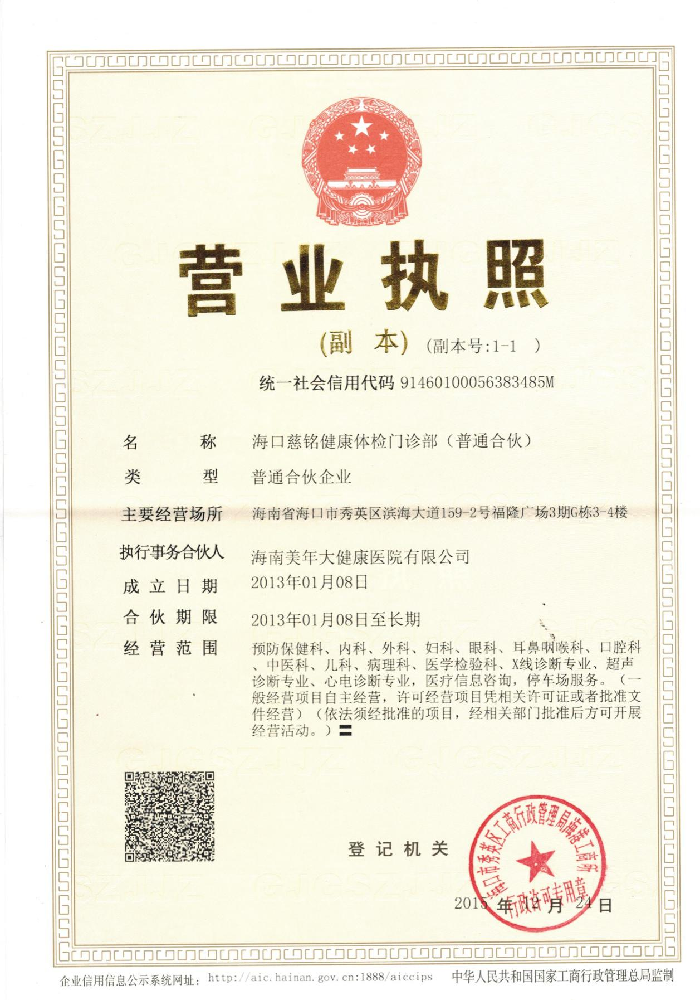 营业执照
(副 本) (副本号:1-1 )
统一社会信用代码 91460100056383485M
名 称 海口慈铭健康体检门诊部（普通合伙）
类 型 普通合伙企业
主要经营场所 海南省海口市秀英区滨海大道159-2号福隆广场3期G栋3-4楼
执行事务合伙人 海南美年大健康医院有限公司
成立日期 2013年01月08日
合伙期限 2013年01月08日至长期
经营范围 预防保健科、内科、外科、妇科、眼科、耳鼻咽喉科、口腔科
、中医科、儿科、病理科、医学检验科、X线诊断专业、超声
诊断专业、心电诊断专业，医疗信息咨询，停车场服务。（一
般经营项目自主经营，许可经营项目凭相关许可证或者批准文
件经营）（依法须经批准的项目，经相关部门批准后方可开展
经营活动。）
登记机关
海口市秀英区工商行政管理局海港工商所
行政许可专用章
2015 年 12 月 24 日
企业信用信息公示系统网址： http://aic.hainan.gov.cn:1888/aiccips 中华人民共和国国家工商行政管理总局监制